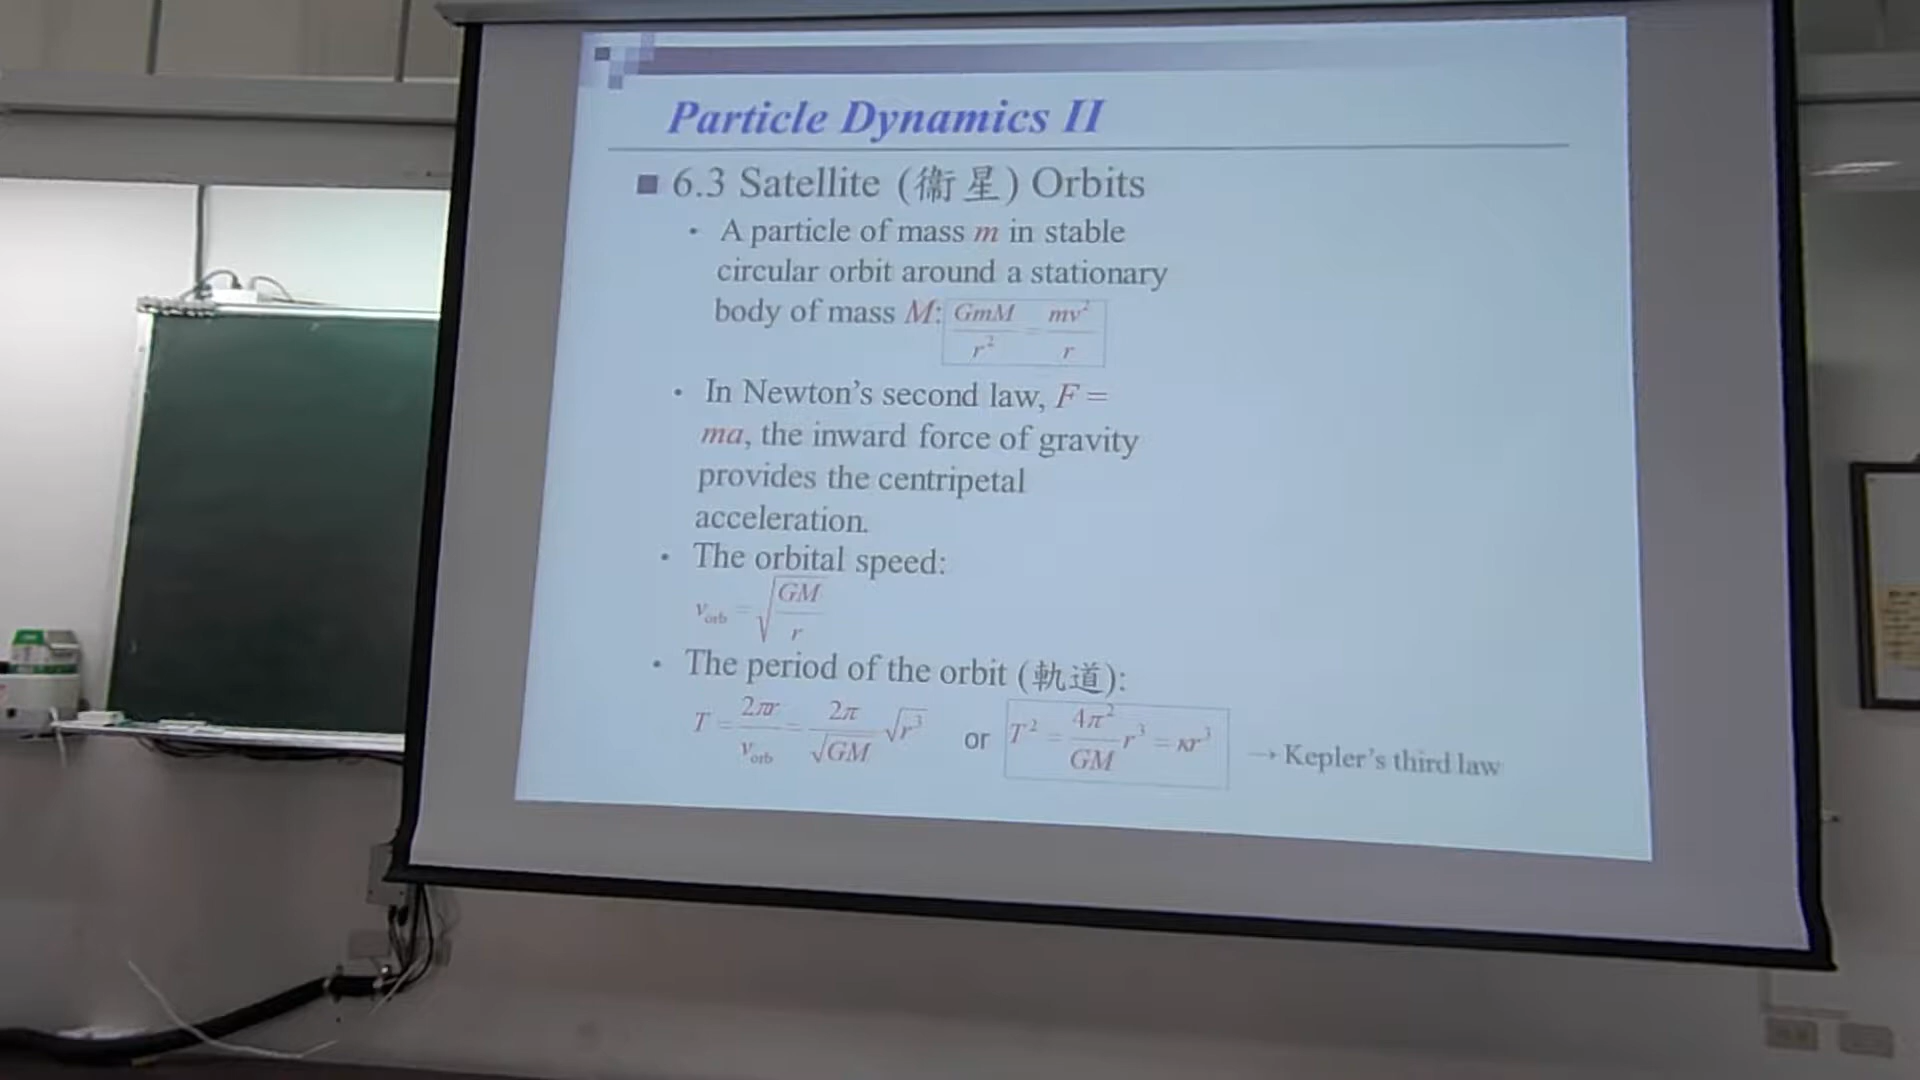 Particle Dynamics II
6.3 Satellite (衛星) Orbits
• A particle of mass m in stable
circular orbit around a stationary
body of mass M: GmM/r² = mv²/r
• In Newton's second law, F =
ma, the inward force of gravity
provides the centripetal
acceleration.
• The orbital speed:
v_orb = √(GM/r)
• The period of the orbit (軌道):
T = 2πr/v_orb = 2π/√GM √r³ or T² = 4π²/GM r³ = κr³ → Kepler's third law